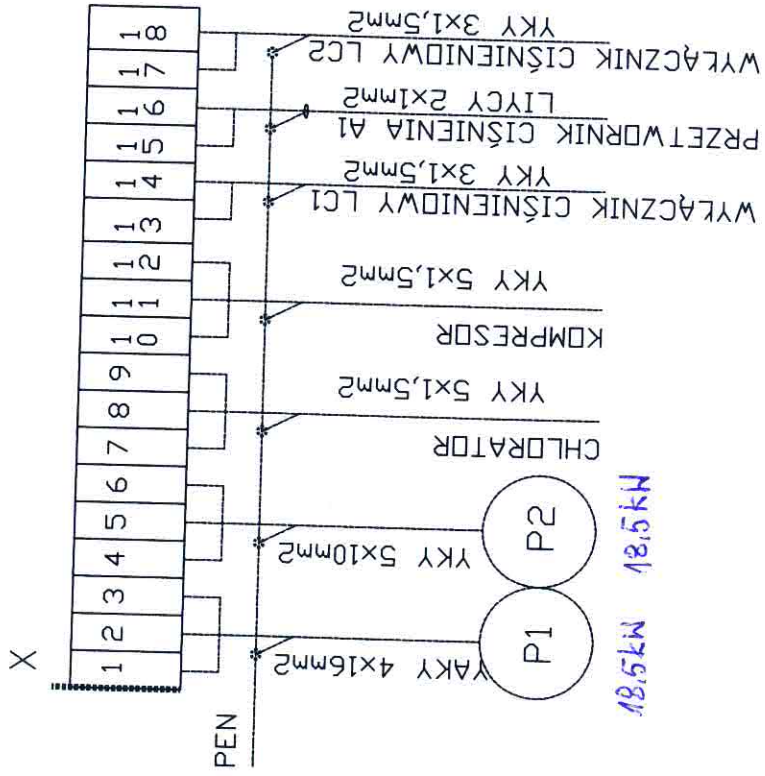 X
1 2 3 4 5 6 7 8 9 10 11 12 13 14 15 16 17 18
PEN
YAKY 4x16mm2
P1
18,5kW
YKY 5x10mm2
P2
18,5kW
CHLORATOR
YKY 5x1,5mm2
KOMPRESOR
YKY 5x1,5mm2
WYŁĄCZNIK CIŚNIENIOWY LC1
YKY 3x1,5mm2
PRZETWORNIK CIŚNIENIA A1
LIYCY 2x1mm2
WYŁĄCZNIK CIŚNIENIOWY LC2
YKY 3x1,5mm2